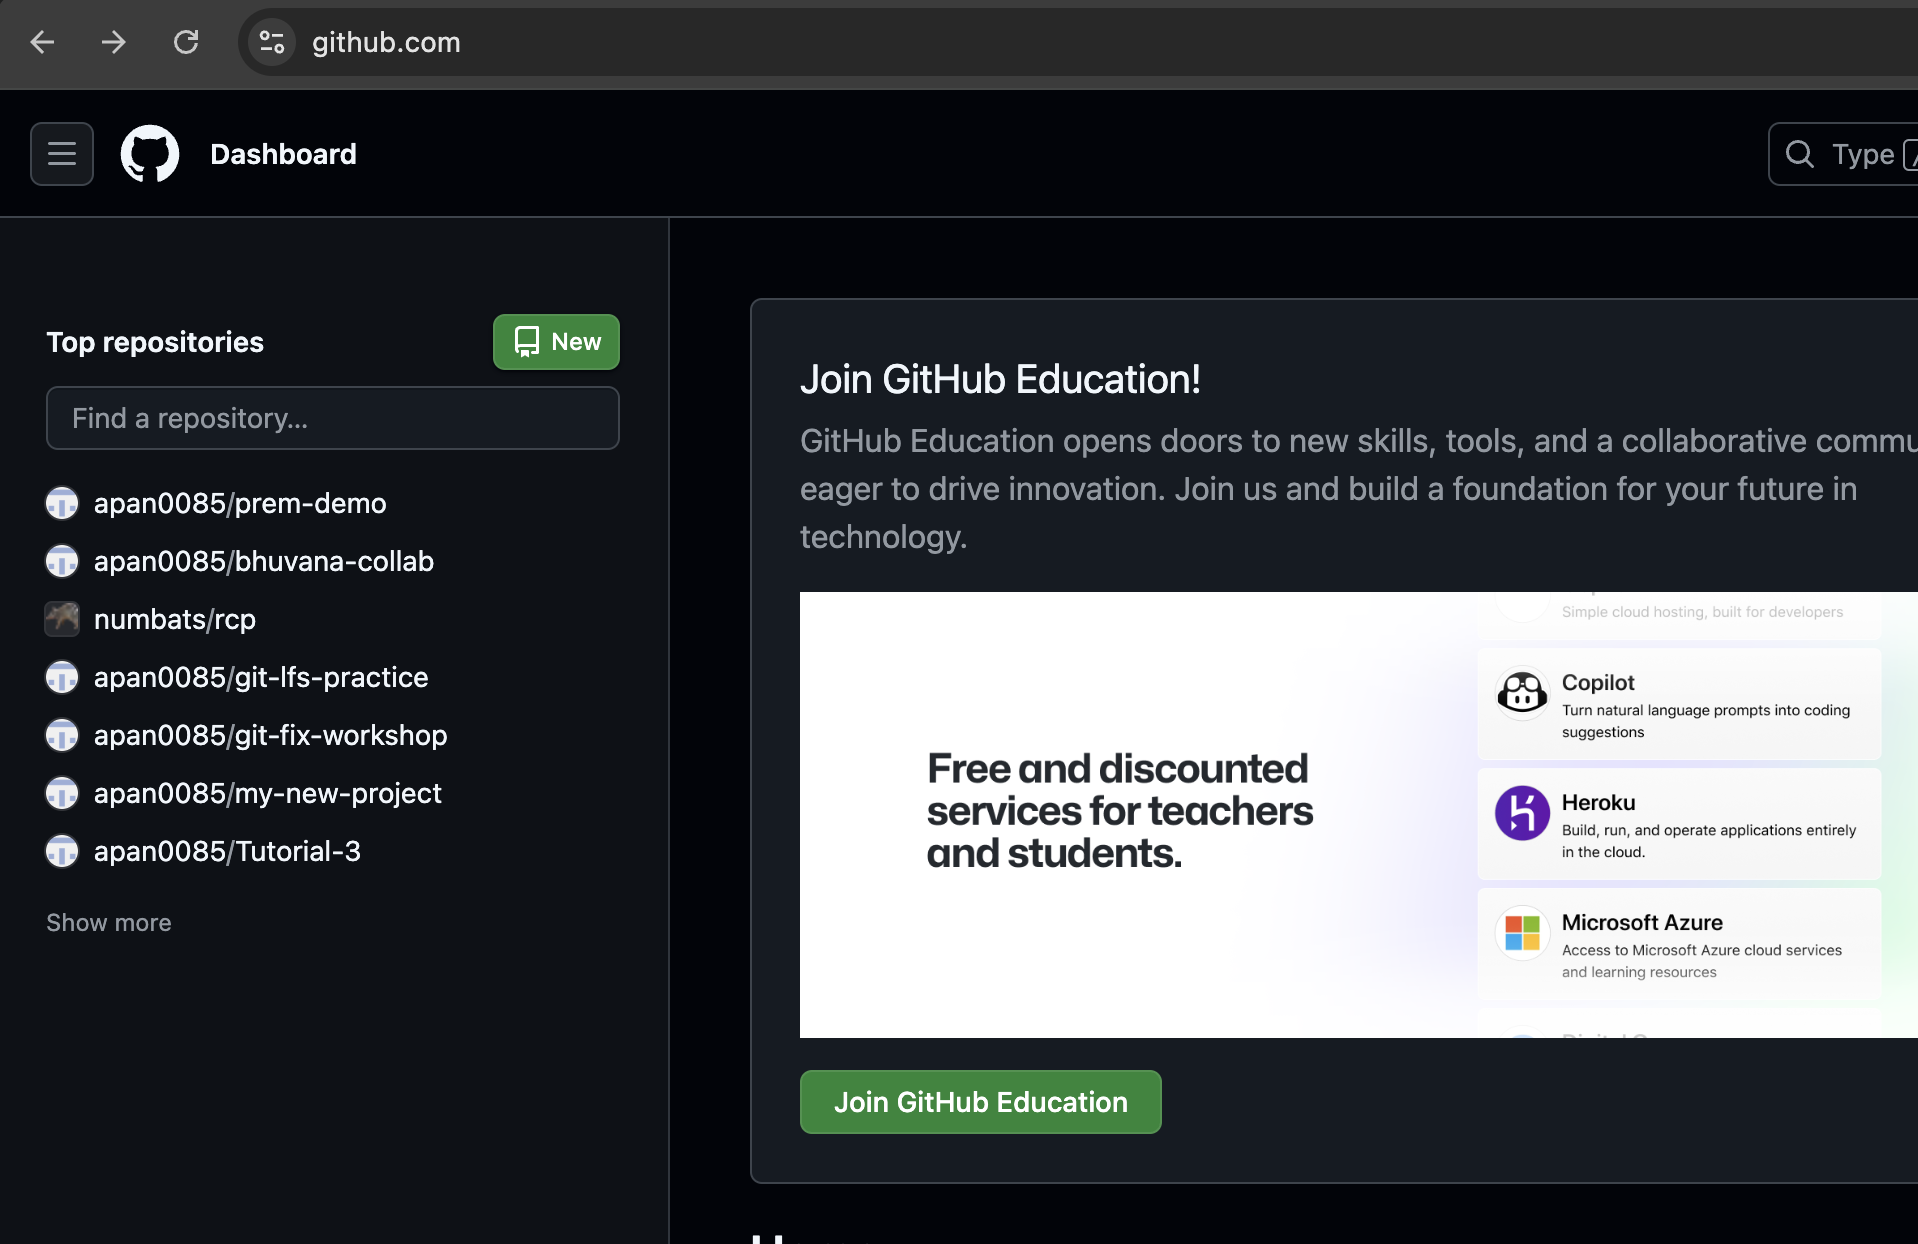 github.com
Dashboard
Type /
Top repositories
New
Find a repository...
apan0085/prem-demo
apan0085/bhuvana-collab
numbats/rcp
apan0085/git-lfs-practice
apan0085/git-fix-workshop
apan0085/my-new-project
apan0085/Tutorial-3
Show more
Join GitHub Education!
GitHub Education opens doors to new skills, tools, and a collaborative commu
eager to drive innovation. Join us and build a foundation for your future in
technology.
Free and discounted
services for teachers
and students.
Simple cloud hosting, built for developers
Copilot
Turn natural language prompts into coding
suggestions
Heroku
Build, run, and operate applications entirely
in the cloud.
Microsoft Azure
Access to Microsoft Azure cloud services
and learning resources
Join GitHub Education